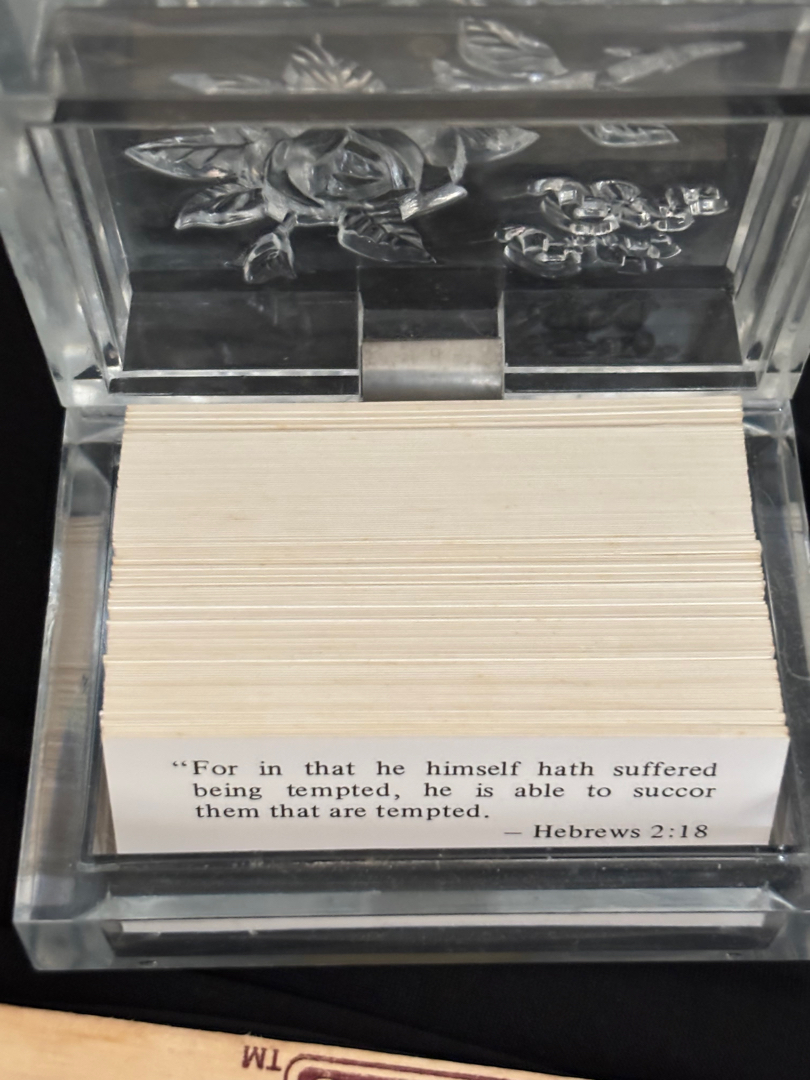 “For in that he himself hath suffered
being tempted, he is able to succor
them that are tempted.
– Hebrews 2:18
TM